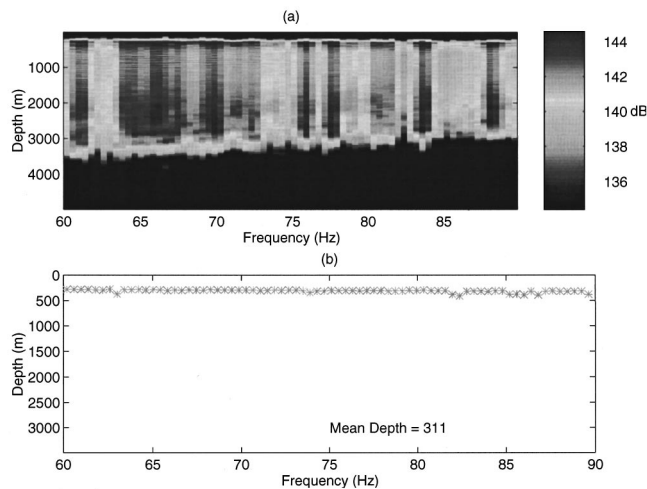 (a)
1000
2000
3000
4000
Depth (m)
60 65 70 75 80 85
Frequency (Hz)
144
142
140 dB
138
136
(b)
0
500
1000
1500
2000
2500
3000
Depth (m)
Mean Depth = 311
60 65 70 75 80 85 90
Frequency (Hz)